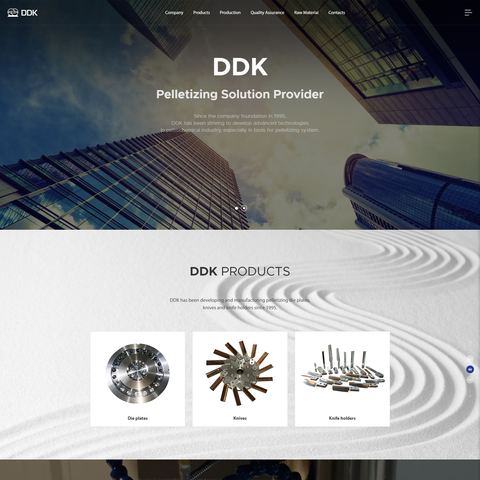 DDK
Company
Products
Production
Quality Assurance
Raw Material
Contacts
DDK
Pelletizing Solution Provider
Since the company foundation in 1995,
DDK has been striving to develop advanced technologies
in petrochemical industry, especially in tools for pelletizing system.
DDK PRODUCTS
DDK has been developing and manufacturing pelletizing die plates,
knives and knife holders since 1995.
Die plates
Knives
Knife holders